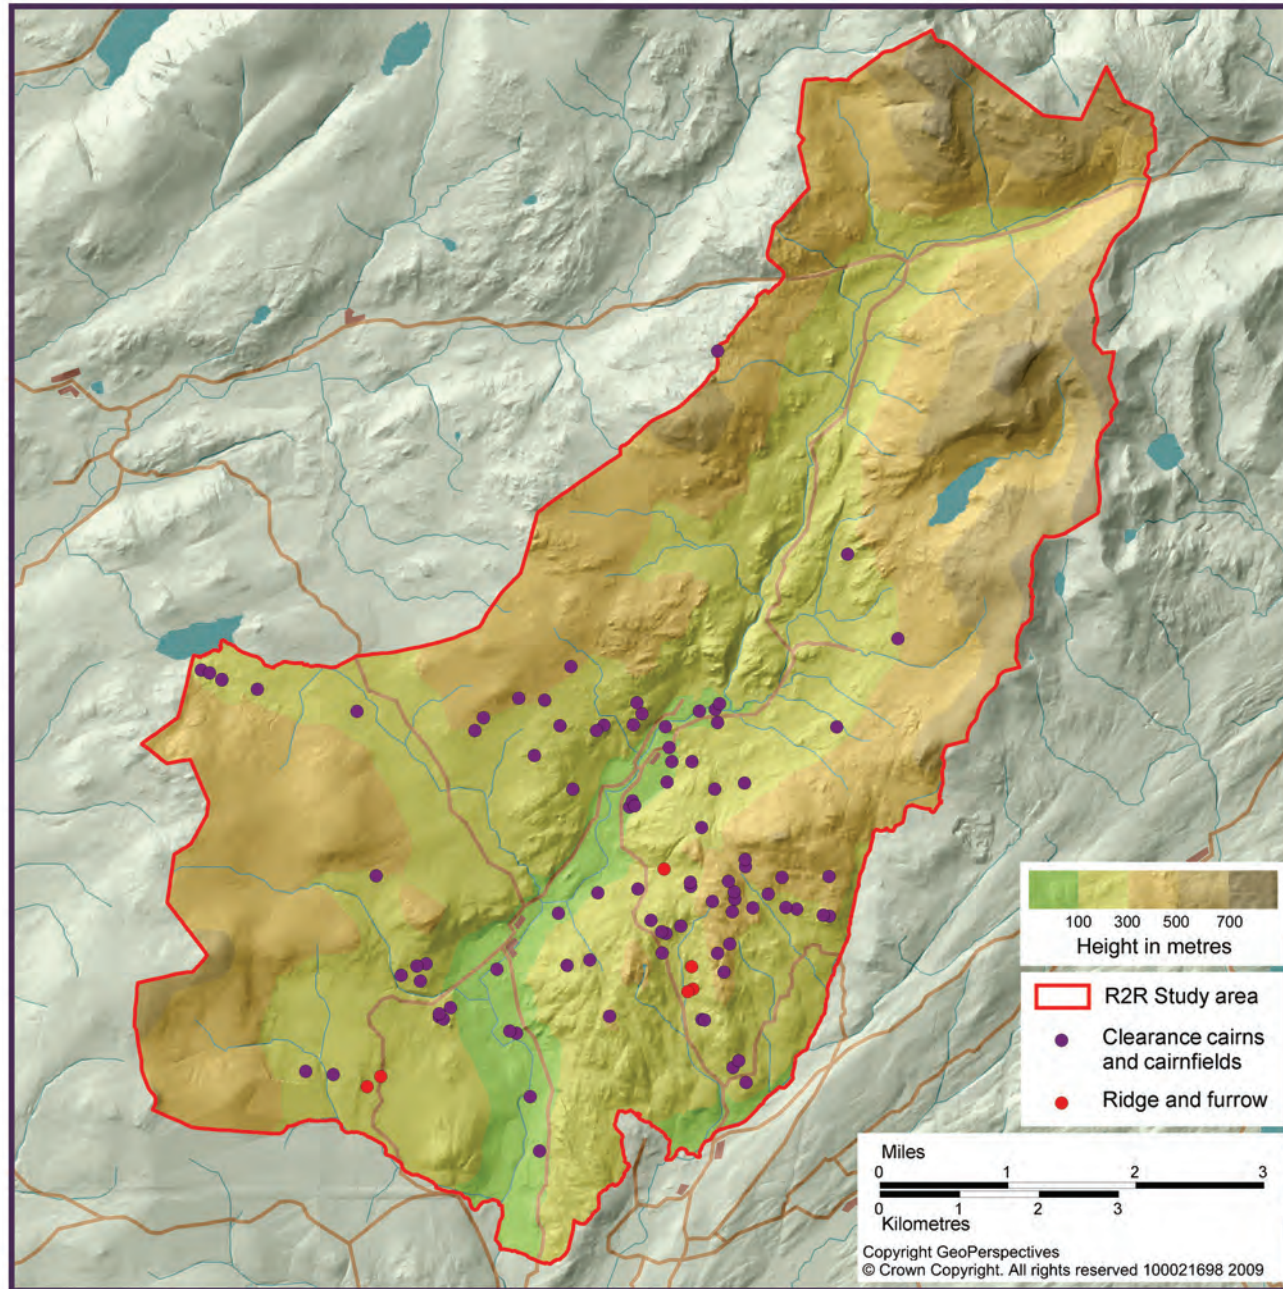 100 300 500 700
Height in metres
R2R Study area
Clearance cairns
and cairnfields
Ridge and furrow
Miles
0 1 2 3
0 1 2 3
Kilometres
Copyright GeoPerspectives
© Crown Copyright. All rights reserved 100021698 2009